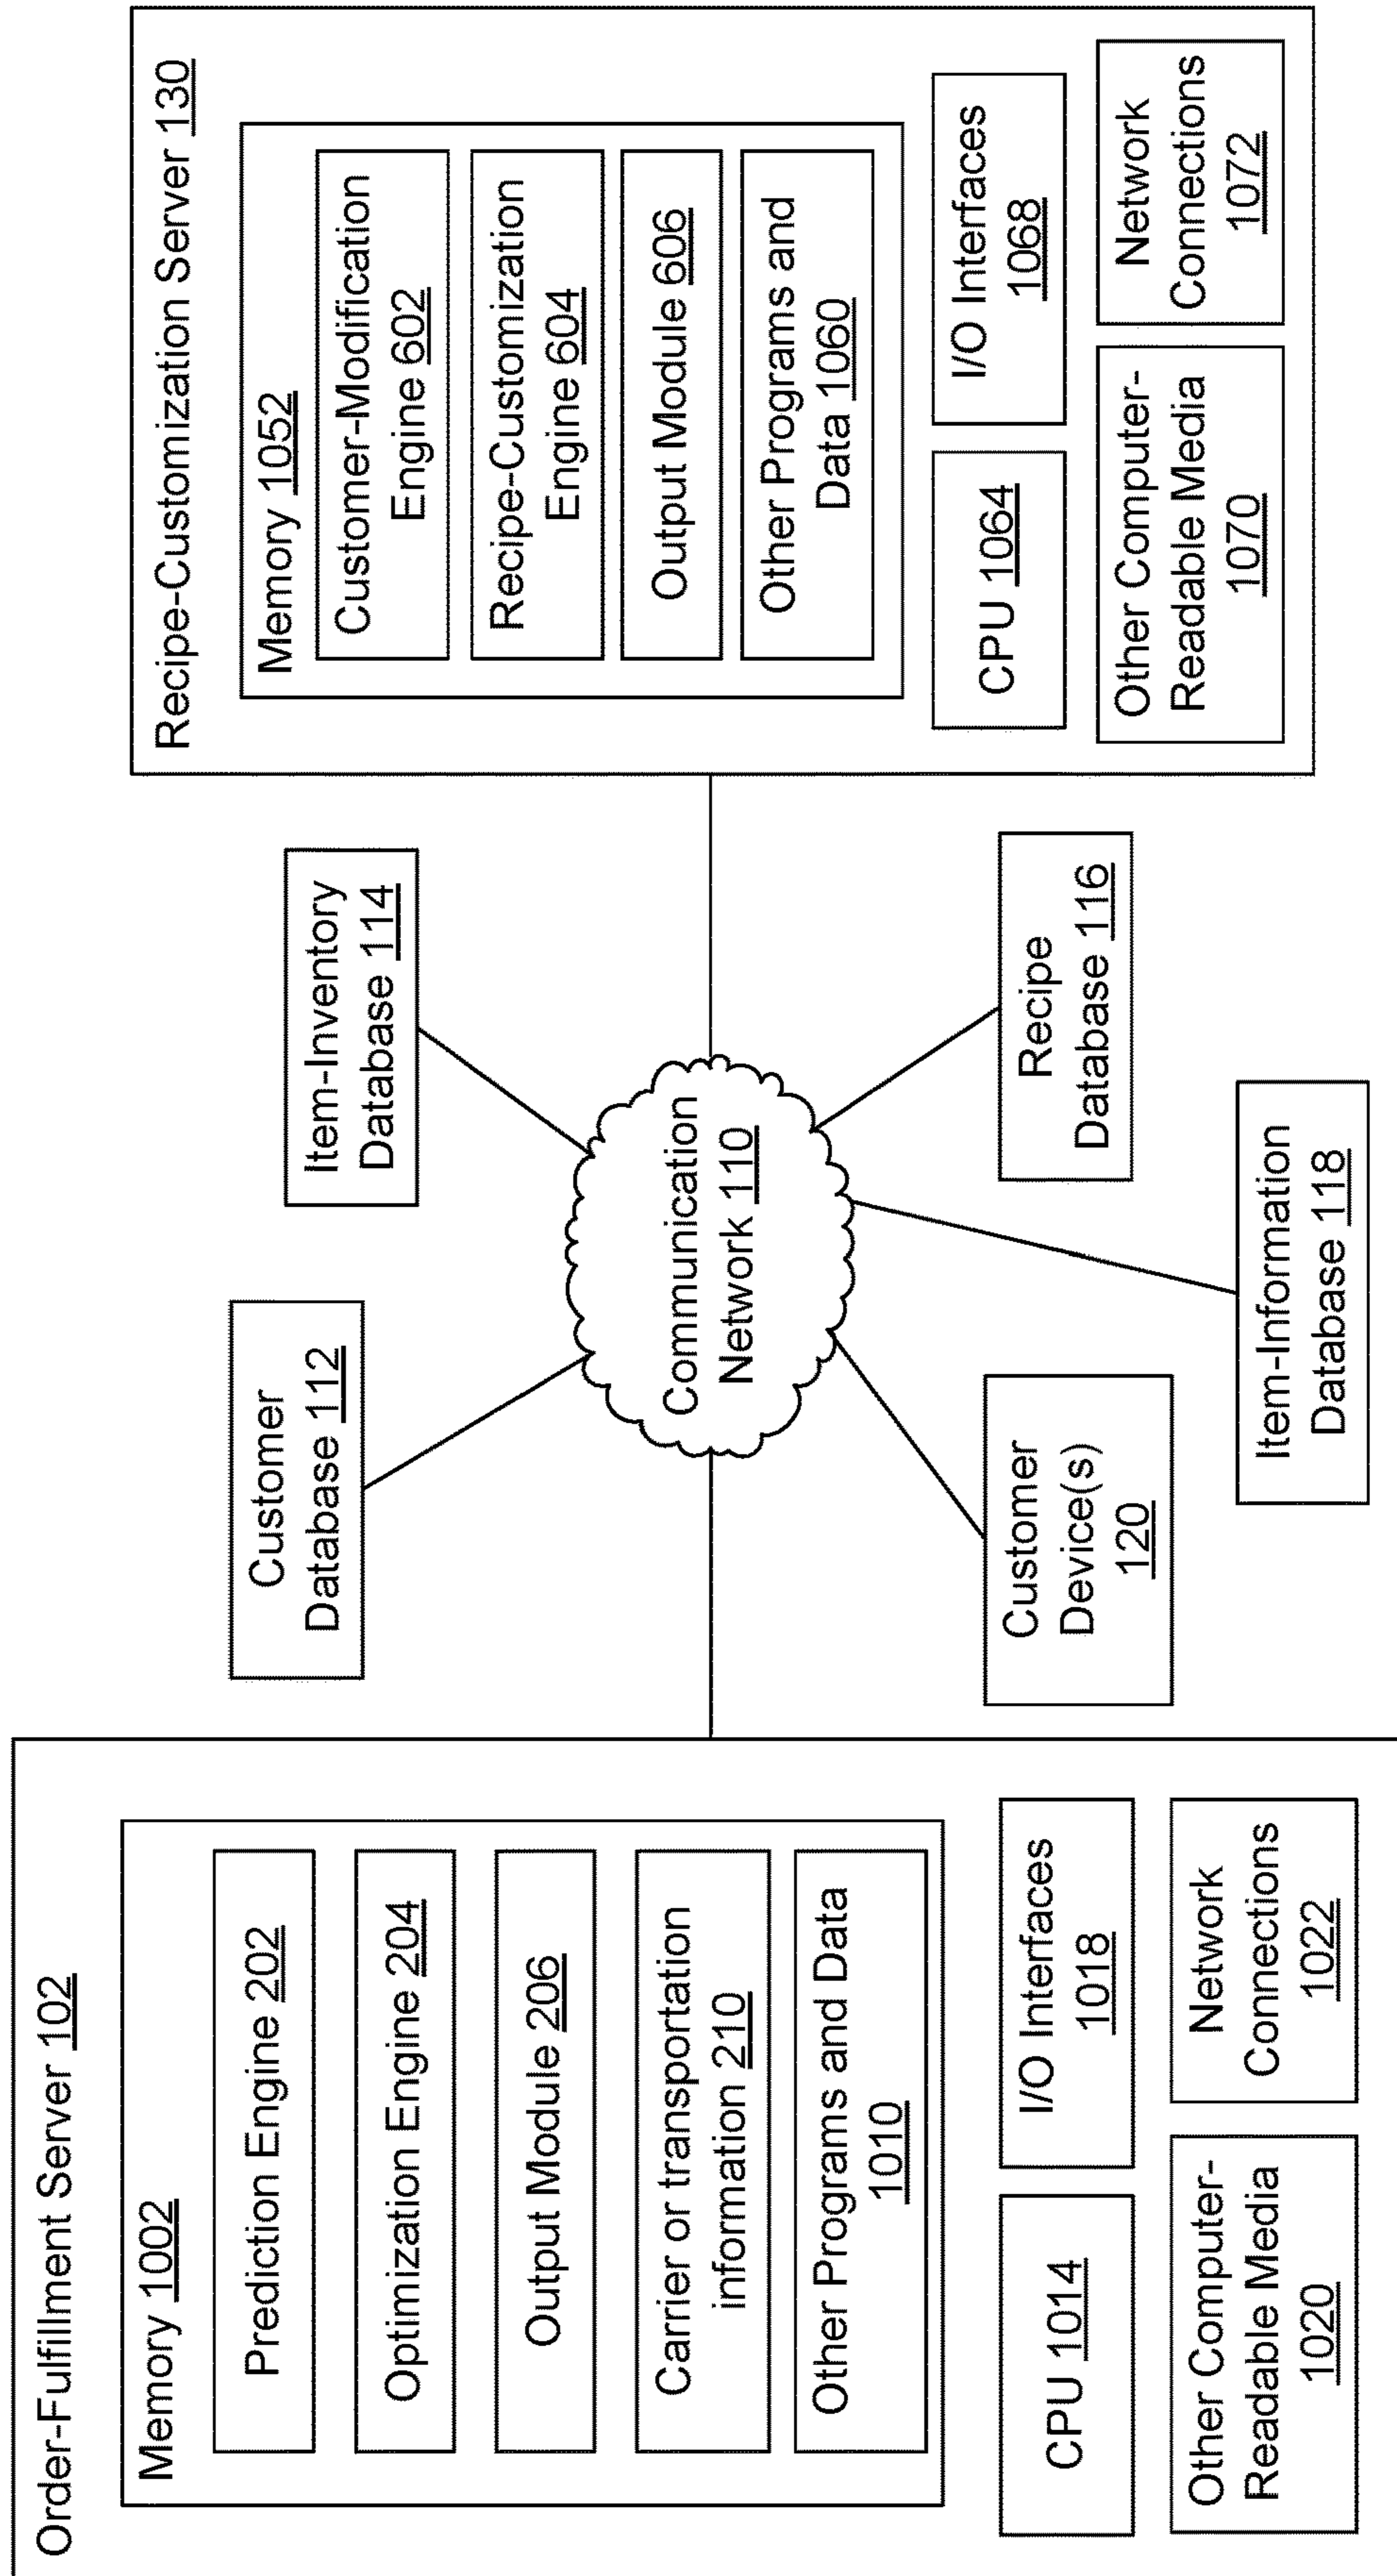 Order-Fulfillment Server 102
Memory 1002
Prediction Engine 202
Optimization Engine 204
Output Module 206
Carrier or transportation
information 210
Other Programs and Data
1010
CPU 1014
I/O Interfaces
1018
Other Computer-
Readable Media
1020
Network
Connections
1022
Customer
Database 112
Item-Inventory
Database 114
Communication
Network 110
Customer
Device(s)
120
Recipe
Database 116
Item-Information
Database 118
Recipe-Customization Server 130
Memory 1052
Customer-Modification
Engine 602
Recipe-Customization
Engine 604
Output Module 606
Other Programs and
Data 1060
CPU 1064
I/O Interfaces
1068
Other Computer-
Readable Media
1070
Network
Connections
1072